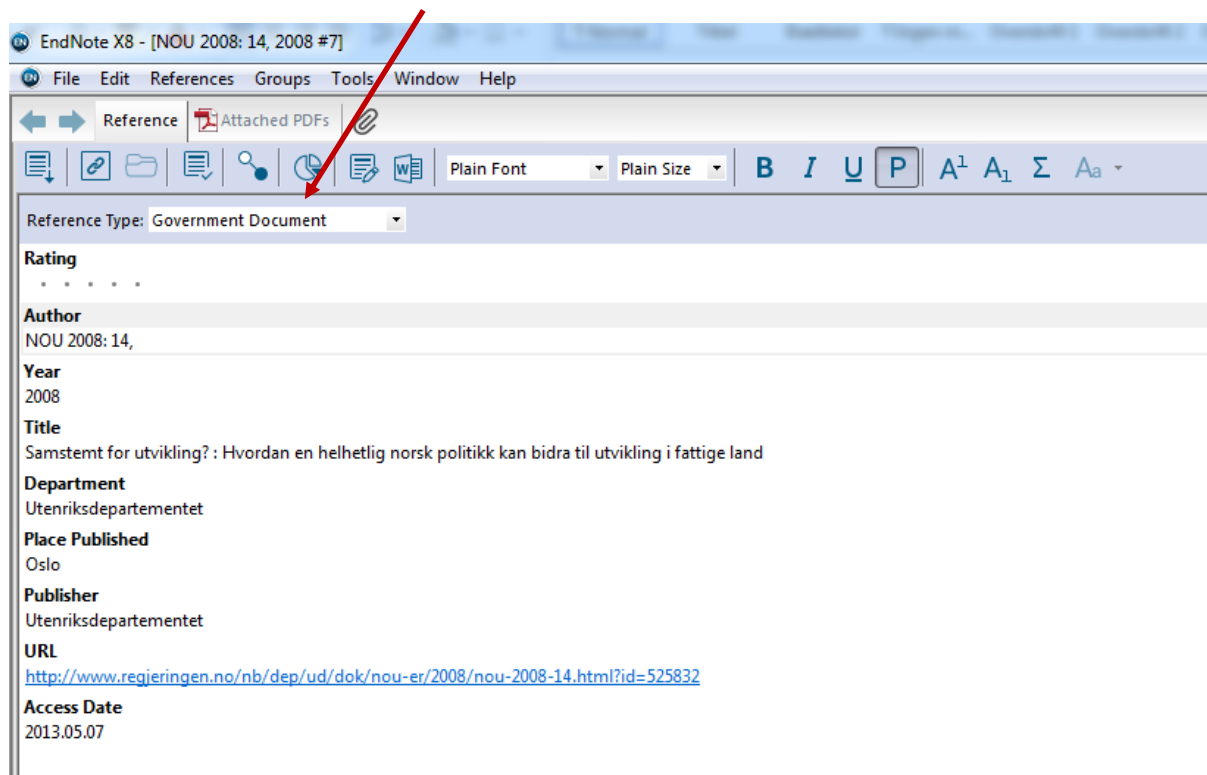 EndNote X8 - [NOU 2008: 14, 2008 #7]
File Edit References Groups Tools Window Help
Reference Attached PDFs
Plain Font Plain Size B I U P A1 A1 Σ Aa
Reference Type: Government Document
Rating
Author
NOU 2008: 14,
Year
2008
Title
Samstemt for utvikling? : Hvordan en helhetlig norsk politikk kan bidra til utvikling i fattige land
Department
Utenriksdepartementet
Place Published
Oslo
Publisher
Utenriksdepartementet
URL
http://www.regjeringen.no/nb/dep/ud/dok/nou-er/2008/nou-2008-14.html?id=525832
Access Date
2013.05.07